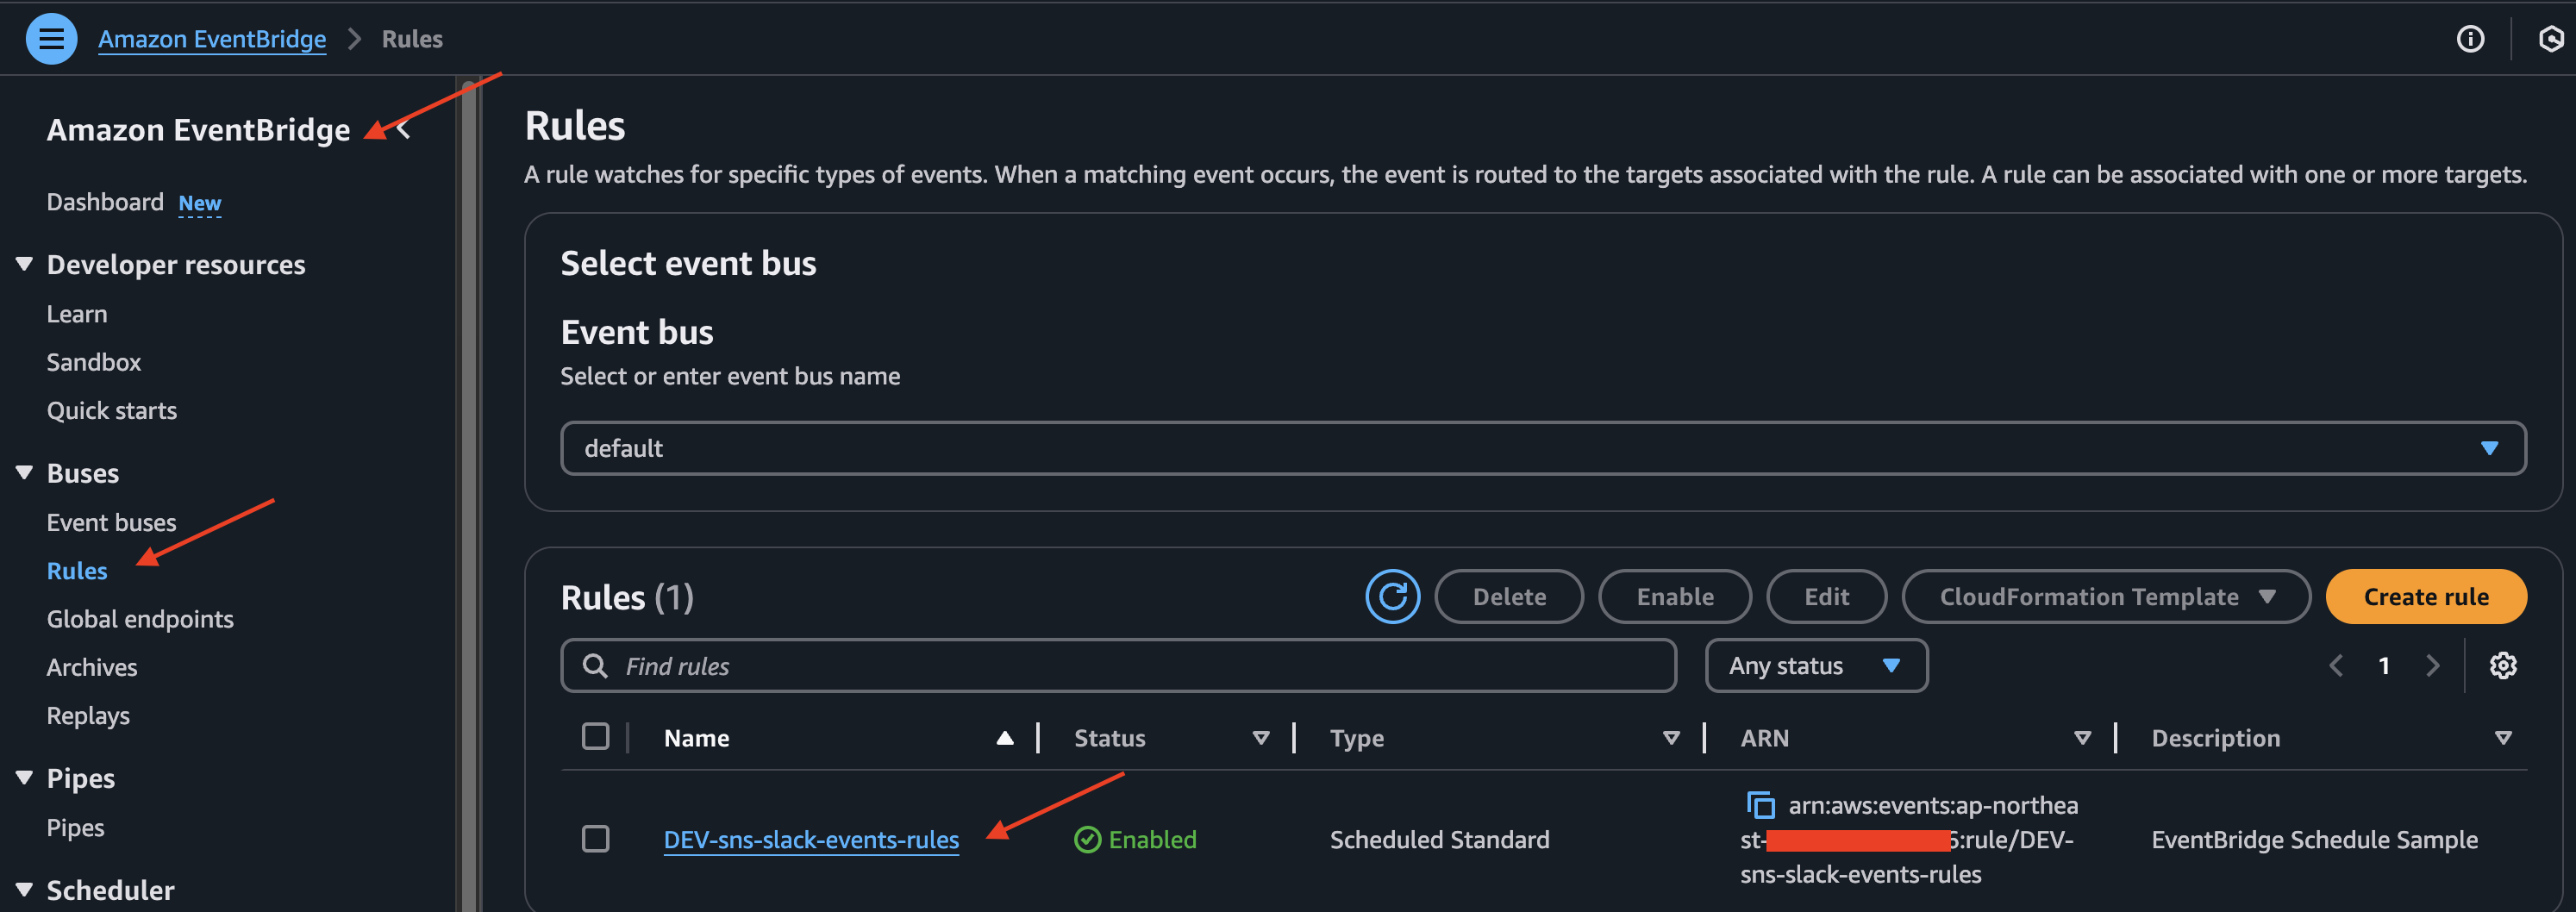 Amazon EventBridge
Rules
Amazon EventBridge
Dashboard New
Developer resources
Learn
Sandbox
Quick starts
Buses
Event buses
Rules
Global endpoints
Archives
Replays
Pipes
Pipes
Scheduler
Rules
A rule watches for specific types of events. When a matching event occurs, the event is routed to the targets associated with the rule. A rule can be associated with one or more targets.
Select event bus
Event bus
Select or enter event bus name
default
Rules (1)
Delete
Enable
Edit
CloudFormation Template
Create rule
Find rules
Any status
1
Name
Status
Type
ARN
Description
DEV-sns-slack-events-rules
Enabled
Scheduled Standard
arn:aws:events:ap-northea
st-
:rule/DEV-
sns-slack-events-rules
EventBridge Schedule Sample